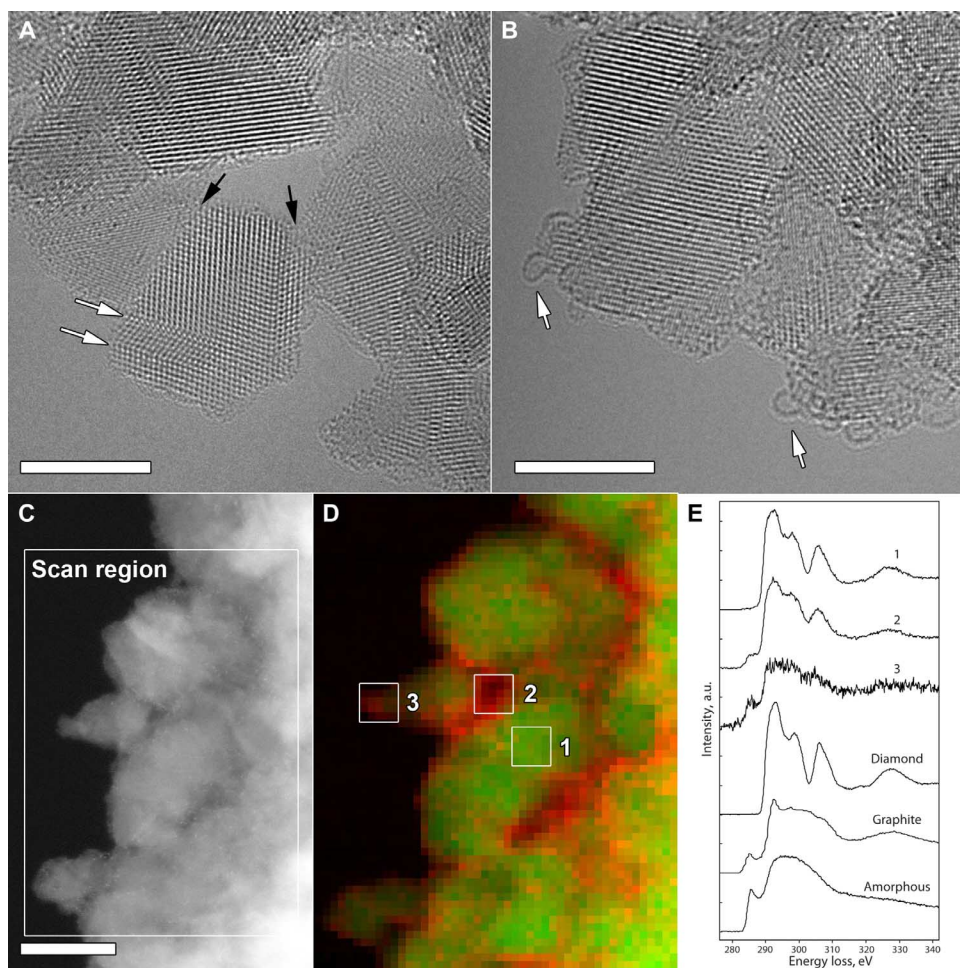 A
B
C
Scan region
D
3
2
1
E
1
2
3
Diamond
Graphite
Amorphous
Intensity, a.u.
280 290 300 310 320 330 340
Energy loss, eV